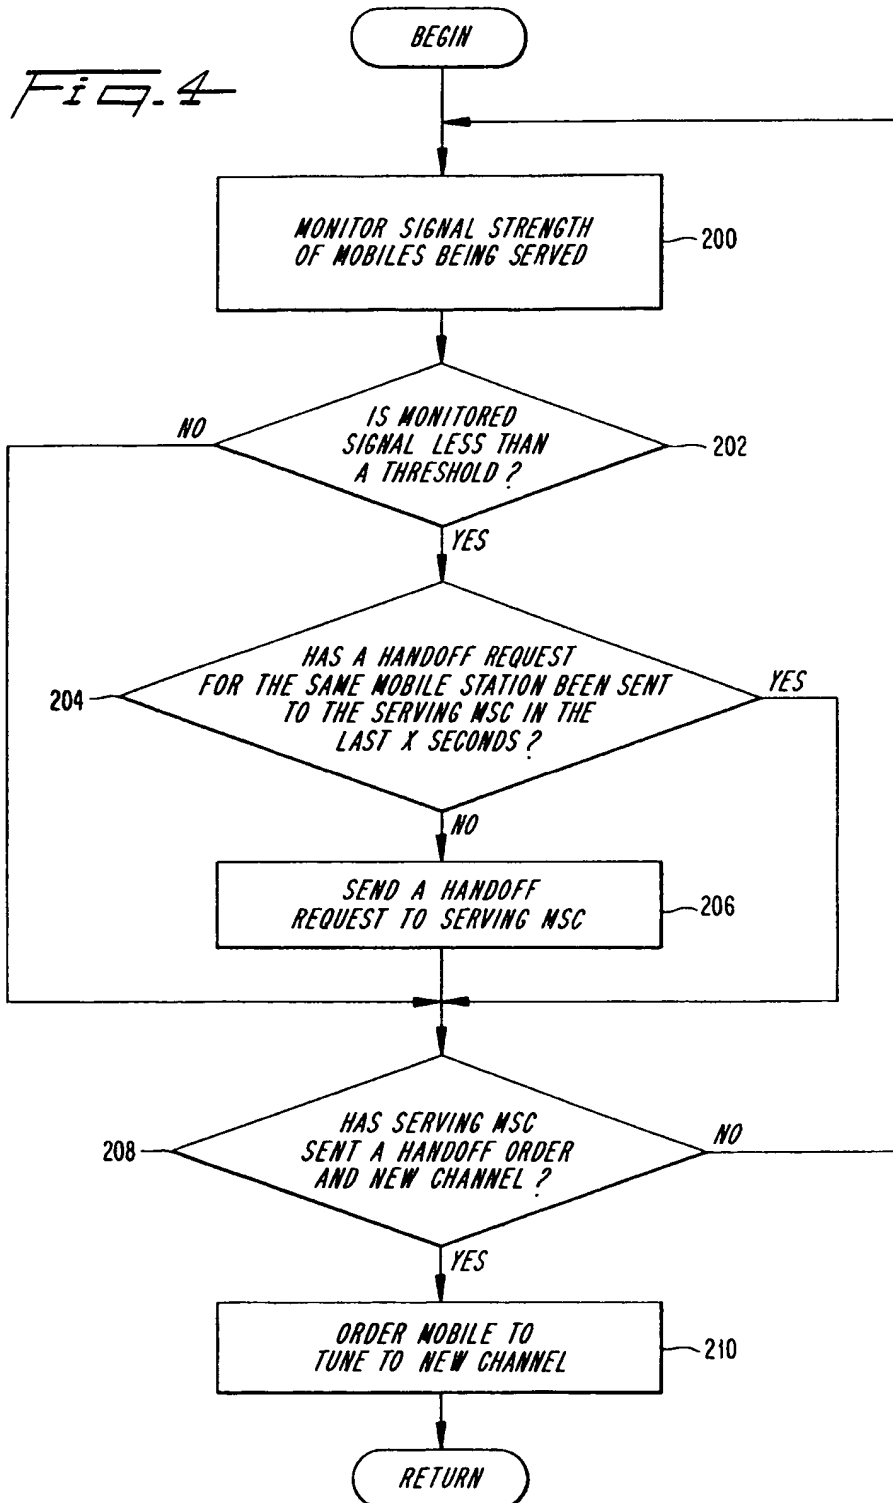 BEGIN
Fig. 4
MONITOR SIGNAL STRENGTH
OF MOBILES BEING SERVED
200
IS MONITORED
SIGNAL LESS THAN
A THRESHOLD?
NO
202
YES
HAS A HANDOFF REQUEST
FOR THE SAME MOBILE STATION BEEN SENT
TO THE SERVING MSC IN THE
LAST X SECONDS?
204
YES
NO
SEND A HANDOFF
REQUEST TO SERVING MSC
206
HAS SERVING MSC
SENT A HANDOFF ORDER
AND NEW CHANNEL?
208
NO
YES
ORDER MOBILE TO
TUNE TO NEW CHANNEL
210
RETURN